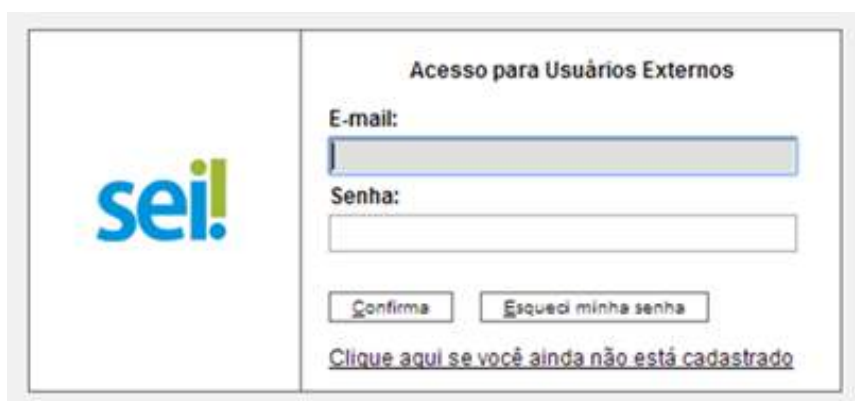 sei!
Acesso para Usuários Externos
E-mail:
Senha:
Confirma
Esqueci minha senha
Clique aqui se você ainda não está cadastrado